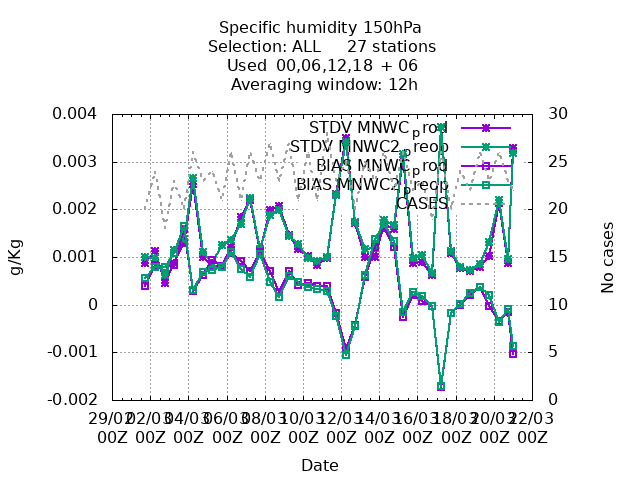 Specific humidity 150hPa
Selection: ALL 27 stations
Used 00,06,12,18 + 06
Averaging window: 12h
STDV MNWC_prod
STDV MNWC2_preop
BIAS MNWC_prod
BIAS MNWC2_preop
CASES
0.004
0.003
0.002
0.001
0
-0.001
-0.002
30
25
20
15
10
5
0
g/Kg
No cases
29/02 02/03 04/03 06/03 08/03 10/03 12/03 14/03 16/03 18/03 20/03 22/03
00Z 00Z 00Z 00Z 00Z 00Z 00Z 00Z 00Z 00Z 00Z 00Z
Date